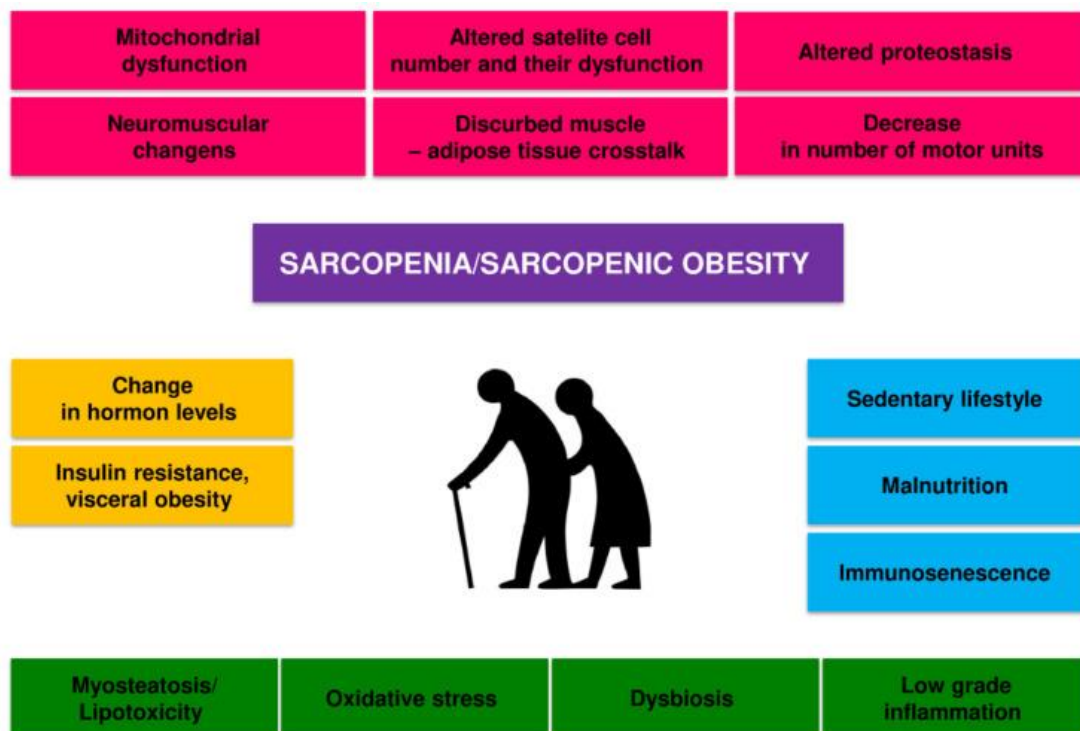 Mitochondrial
dysfunction
Altered satelite cell
number and their dysfunction
Altered proteostasis
Neuromuscular
changens
Discurbed muscle
– adipose tissue crosstalk
Decrease
in number of motor units
SARCOPENIA/SARCOPENIC OBESITY
Change
in hormon levels
Insulin resistance,
visceral obesity
Sedentary lifestyle
Malnutrition
Immunosenescence
Myosteatosis/
Lipotoxicity
Oxidative stress
Dysbiosis
Low grade
inflammation